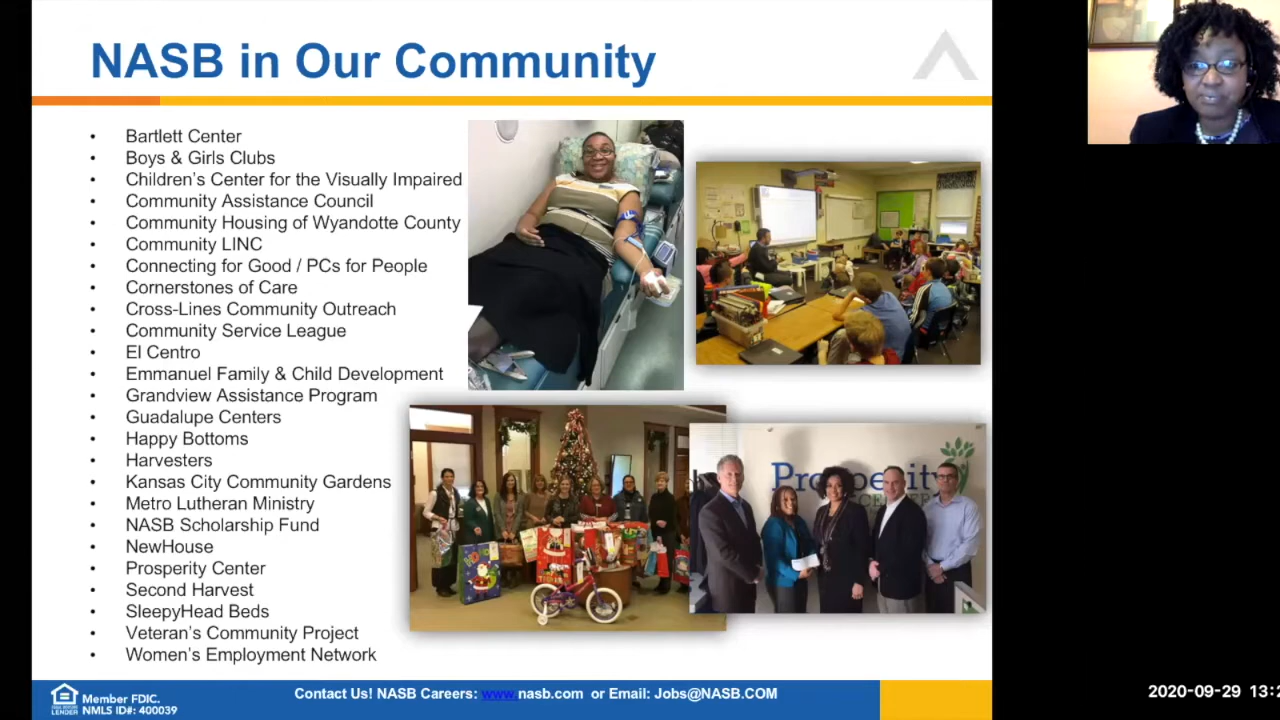 NASB in Our Community
• Bartlett Center
• Boys & Girls Clubs
• Children's Center for the Visually Impaired
• Community Assistance Council
• Community Housing of Wyandotte County
• Community LINC
• Connecting for Good / PCs for People
• Cornerstones of Care
• Cross-Lines Community Outreach
• Community Service League
• El Centro
• Emmanuel Family & Child Development
• Grandview Assistance Program
• Guadalupe Centers
• Happy Bottoms
• Harvesters
• Kansas City Community Gardens
• Metro Lutheran Ministry
• NASB Scholarship Fund
• NewHouse
• Prosperity Center
• Second Harvest
• SleepyHead Beds
• Veteran's Community Project
• Women's Employment Network
Prosperity
CENTER
Member FDIC.
NMLS ID#: 400039
Contact Us! NASB Careers: www.nasb.com or Email: Jobs@NASB.COM
2020-09-29 13:2